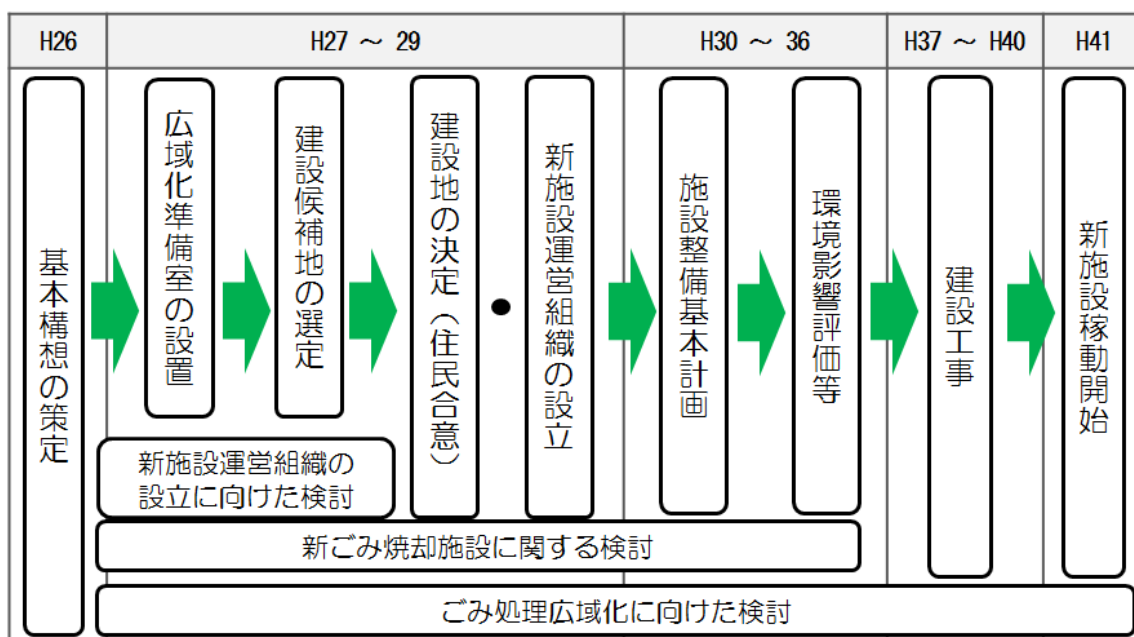 H26
H27 ～ 29
H30 ～ 36
H37 ～ H40
H41
基本構想の策定
広域化準備室の設置
建設候補地の選定
建設地の決定（住民合意）
・
新施設運営組織の設立
施設整備基本計画
環境影響評価等
建設工事
新施設稼動開始
新施設運営組織の
設立に向けた検討
新ごみ焼却施設に関する検討
ごみ処理広域化に向けた検討